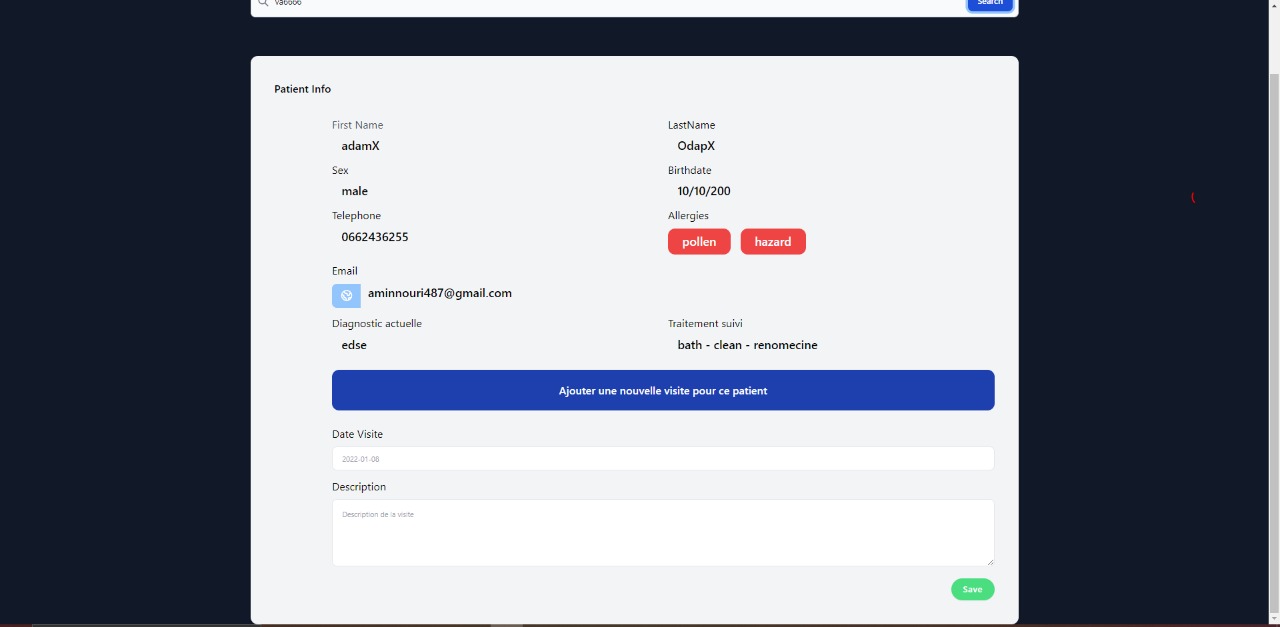 va6666
Search
Patient Info
First Name
LastName
adamX
OdapX
Sex
Birthdate
male
10/10/200
Telephone
Allergies
0662436255
pollen
hazard
Email
aminnouri487@gmail.com
Diagnostic actuelle
Traitement suivi
edse
bath - clean - renomecine
Ajouter une nouvelle visite pour ce patient
Date Visite
2022-01-08
Description
Description de la visite
Save